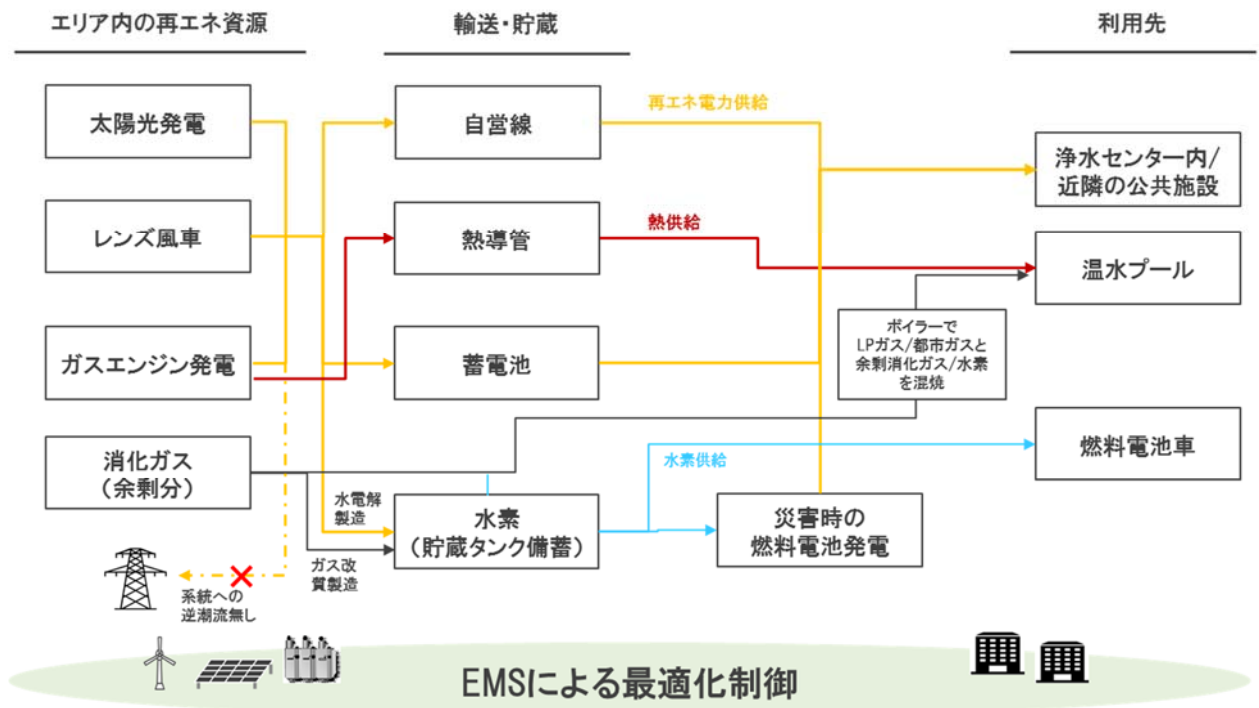 エリア内の再エネ資源
輸送・貯蔵
利用先
太陽光発電
レンズ風車
ガスエンジン発電
消化ガス
（余剰分）
系統への
逆潮流無し
自営線
熱導管
蓄電池
水電解
製造
ガス改
質製造
水素
（貯蔵タンク備蓄）
再エネ電力供給
熱供給
水素供給
災害時の
燃料電池発電
ボイラーで
LPガス/都市ガスと
余剰消化ガス/水素
を混焼
浄水センター内/
近隣の公共施設
温水プール
燃料電池車
EMSによる最適化制御